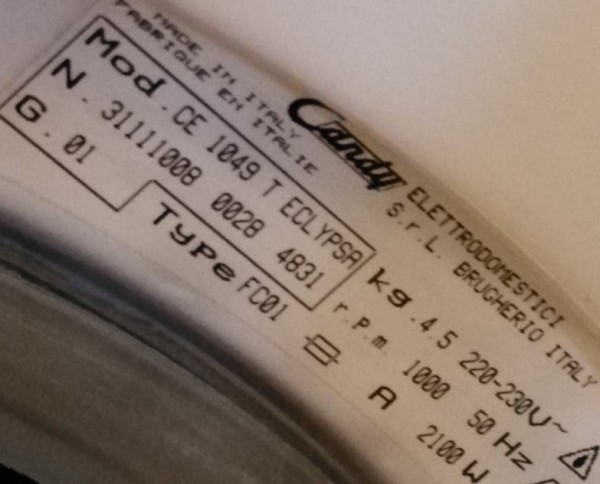 MADE IN ITALY
FABRIQUE EN ITALIE
Mod. CE 1049 T ECLYPSA
N. 31111008 0028 4831
G. 01
Type FC01
Candy
ELETTRODOMESTICI
S.r.L. BRUGHERIO ITALY
kg. 4.5 220-230V~
r.P.m. 1000 50 Hz
A 2100 W